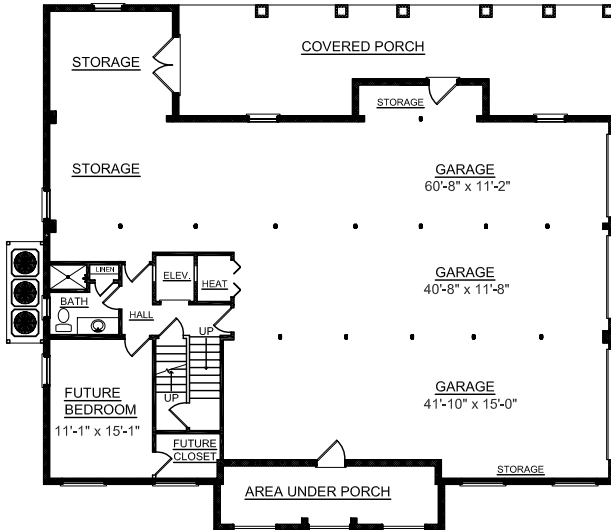 COVERED PORCH
STORAGE
STORAGE
STORAGE
GARAGE
60'-8" x 11'-2"
GARAGE
40'-8" x 11'-8"
LINEN
ELEV.
HEAT
BATH
HALL
UP
UP
FUTURE
BEDROOM
11'-1" x 15'-1"
GARAGE
41'-10" x 15'-0"
FUTURE
CLOSET
STORAGE
AREA UNDER PORCH